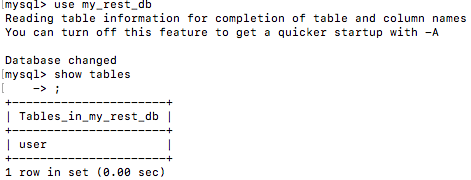 [mysql> use my_rest_db
Reading table information for completion of table and column names
You can turn off this feature to get a quicker startup with -A

Database changed
[mysql> show tables
[    -> ;
+----------------------+
| Tables_in_my_rest_db |
+----------------------+
| user                 |
+----------------------+
1 row in set (0.00 sec)